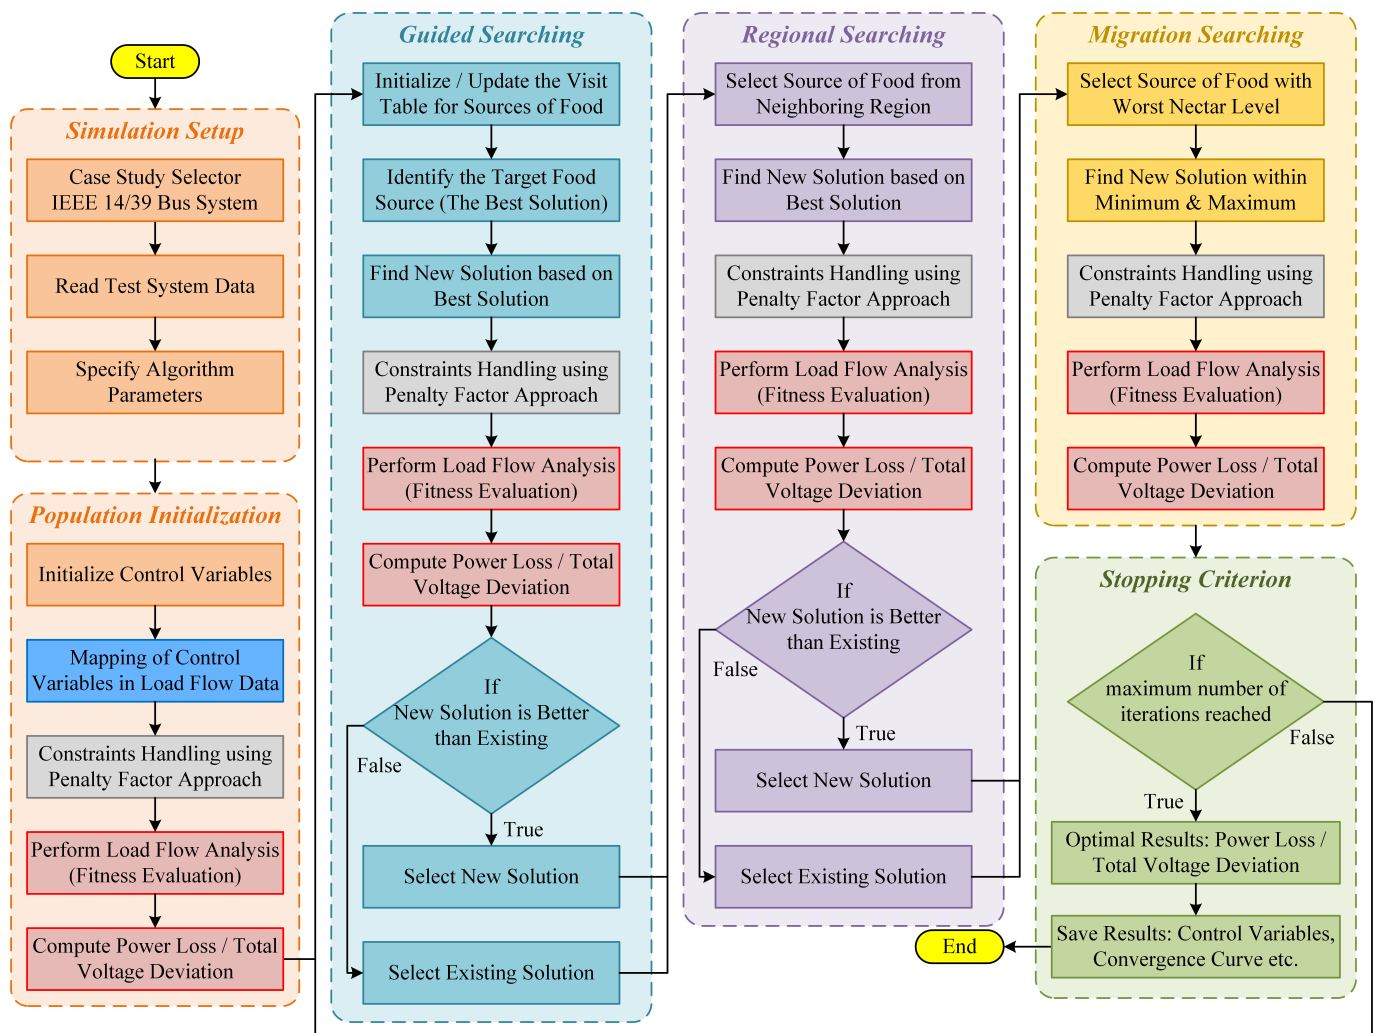 Start
Simulation Setup
Case Study Selector
IEEE 14/39 Bus System
Read Test System Data
Specify Algorithm
Parameters
Population Initialization
Initialize Control Variables
Mapping of Control
Variables in Load Flow Data
Constraints Handling using
Penalty Factor Approach
Perform Load Flow Analysis
(Fitness Evaluation)
Compute Power Loss / Total
Voltage Deviation
Guided Searching
Initialize / Update the Visit
Table for Sources of Food
Identify the Target Food
Source (The Best Solution)
Find New Solution based on
Best Solution
Constraints Handling using
Penalty Factor Approach
Perform Load Flow Analysis
(Fitness Evaluation)
Compute Power Loss / Total
Voltage Deviation
If
New Solution is Better
than Existing
False
True
Select New Solution
Select Existing Solution
Regional Searching
Select Source of Food from
Neighboring Region
Find New Solution based on
Best Solution
Constraints Handling using
Penalty Factor Approach
Perform Load Flow Analysis
(Fitness Evaluation)
Compute Power Loss / Total
Voltage Deviation
If
New Solution is Better
than Existing
False
True
Select New Solution
Select Existing Solution
Migration Searching
Select Source of Food with
Worst Nectar Level
Find New Solution within
Minimum & Maximum
Constraints Handling using
Penalty Factor Approach
Perform Load Flow Analysis
(Fitness Evaluation)
Compute Power Loss / Total
Voltage Deviation
Stopping Criterion
If
maximum number of
iterations reached
False
True
Optimal Results: Power Loss /
Total Voltage Deviation
Save Results: Control Variables,
Convergence Curve etc.
End